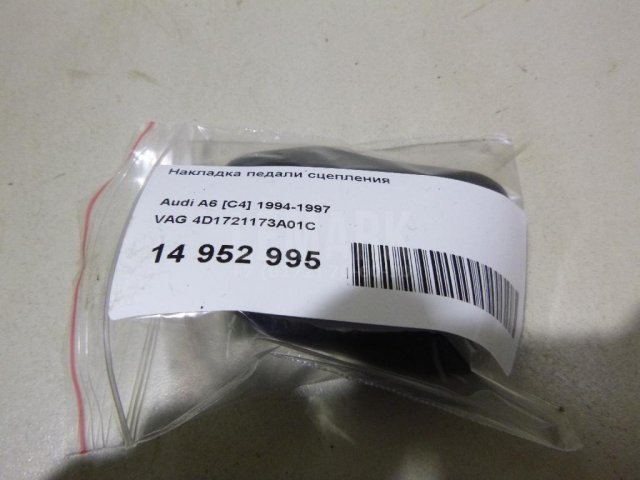 Накладка педали сцепления
Audi A6 [C4] 1994-1997
VAG 4D1721173A01C
14 952 995